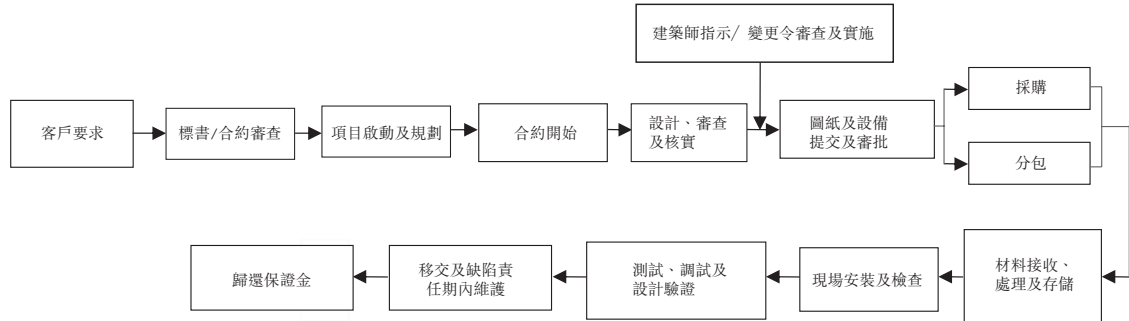 建築師指示/ 變更令審查及實施
客戶要求
標書/合約審查
項目啟動及規劃
合約開始
設計、審查
及核實
圖紙及設備
提交及審批
採購
分包
材料接收、
處理及存儲
現場安裝及檢查
測試、調試及
設計驗證
移交及缺陷責
任期內維護
歸還保證金